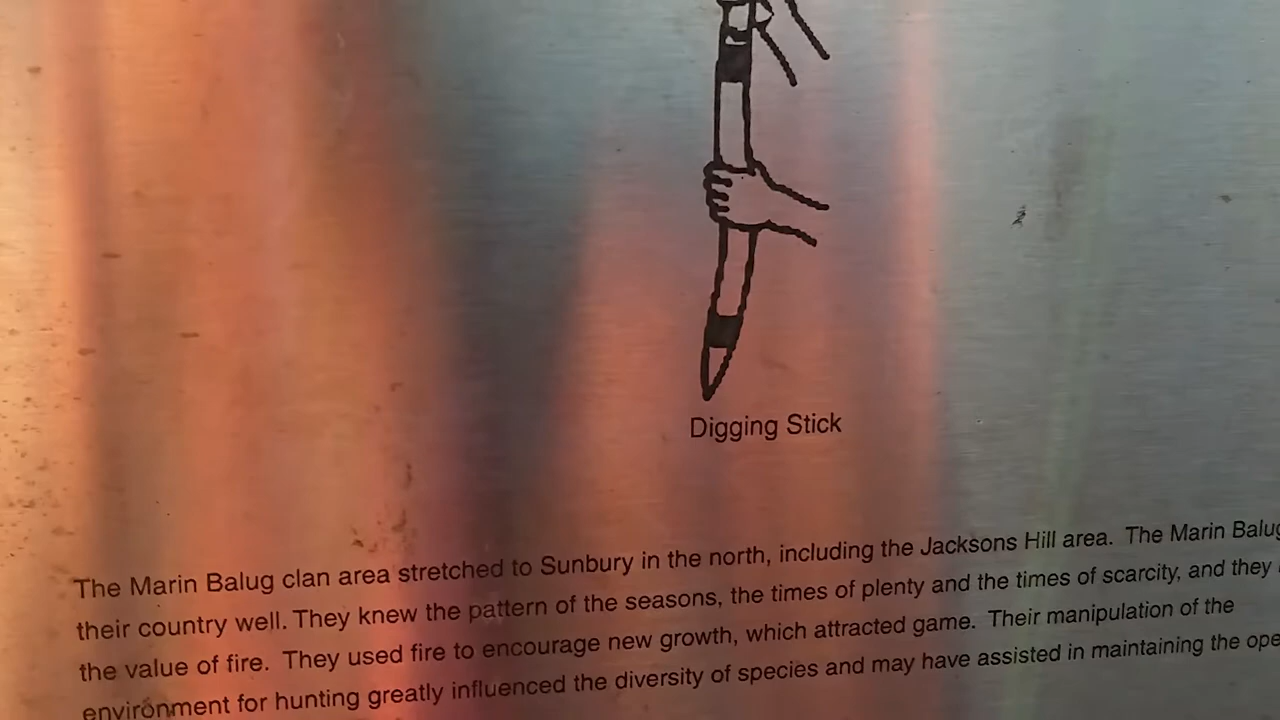 Digging Stick
The Marin Balug clan area stretched to Sunbury in the north, including the Jacksons Hill area. The Marin Balug
their country well. They knew the pattern of the seasons, the times of plenty and the times of scarcity, and they
the value of fire. They used fire to encourage new growth, which attracted game. Their manipulation of the
environment for hunting greatly influenced the diversity of species and may have assisted in maintaining the